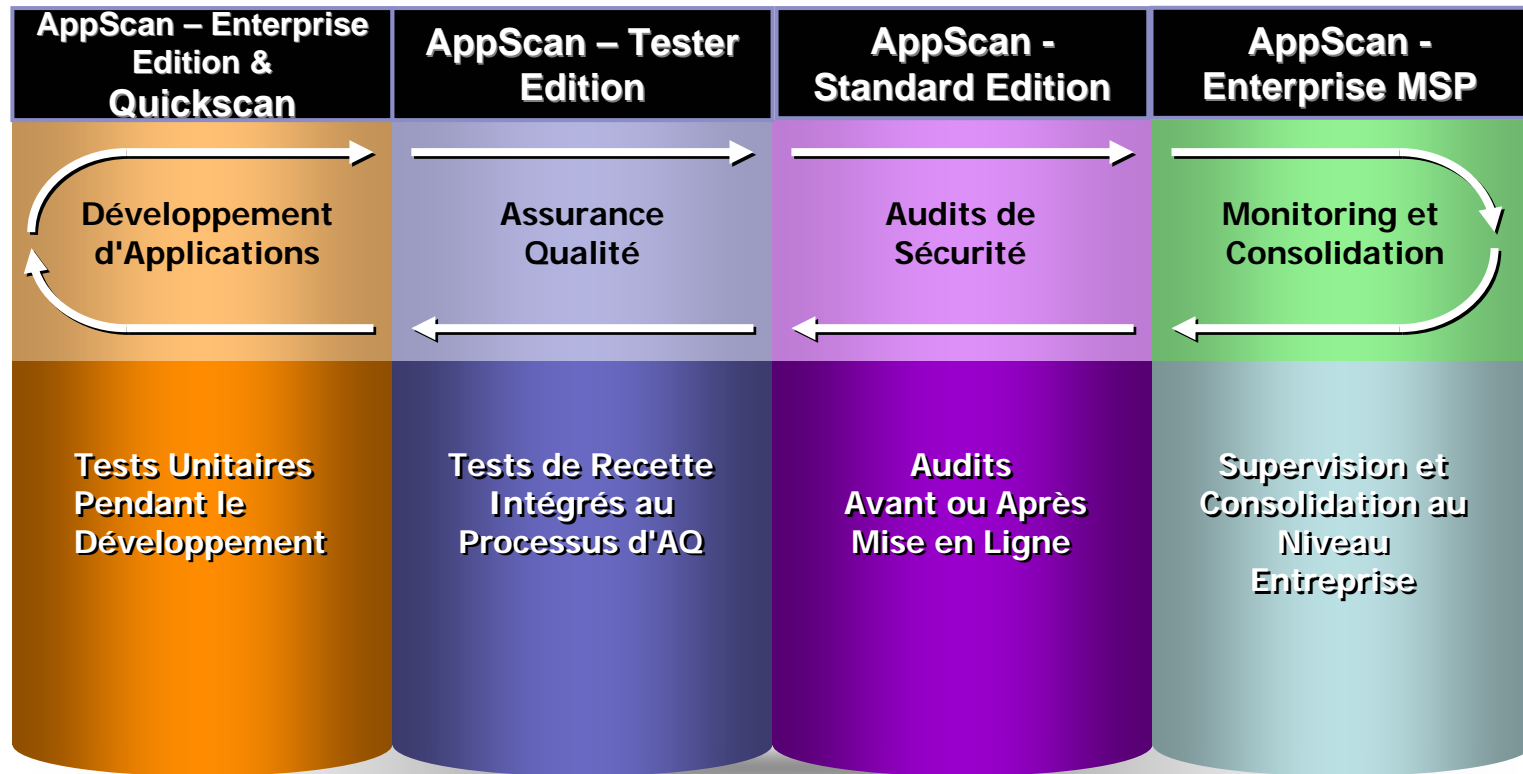 AppScan – Enterprise
Edition &
Quickscan
AppScan – Tester
Edition
AppScan -
Standard Edition
AppScan -
Enterprise MSP
Développement
d'Applications
Assurance
Qualité
Audits de
Sécurité
Monitoring et
Consolidation
Tests Unitaires
Pendant le
Développement
Tests de Recette
Intégrés au
Processus d'AQ
Audits
Avant ou Après
Mise en Ligne
Supervision et
Consolidation au
Niveau
Entreprise